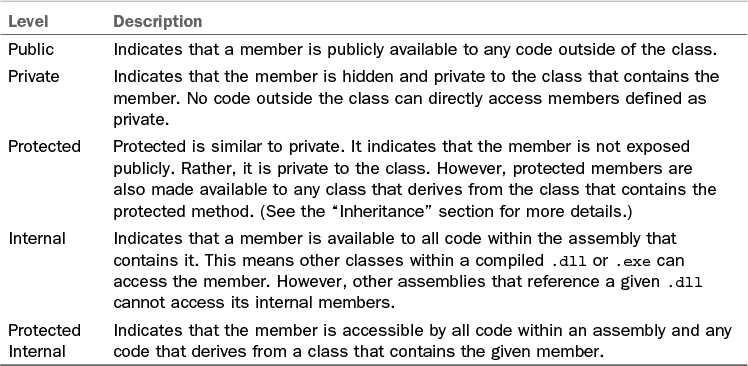 Level Description
Public Indicates that a member is publicly available to any code outside of the class.
Private Indicates that the member is hidden and private to the class that contains the
member. No code outside the class can directly access members defined as
private.
Protected Protected is similar to private. It indicates that the member is not exposed
publicly. Rather, it is private to the class. However, protected members are
also made available to any class that derives from the class that contains the
protected method. (See the “Inheritance” section for more details.)
Internal Indicates that a member is available to all code within the assembly that
contains it. This means other classes within a compiled .dll or .exe can
access the member. However, other assemblies that reference a given .dll
cannot access its internal members.
Protected Indicates that the member is accessible by all code within an assembly and any
Internal code that derives from a class that contains the given member.